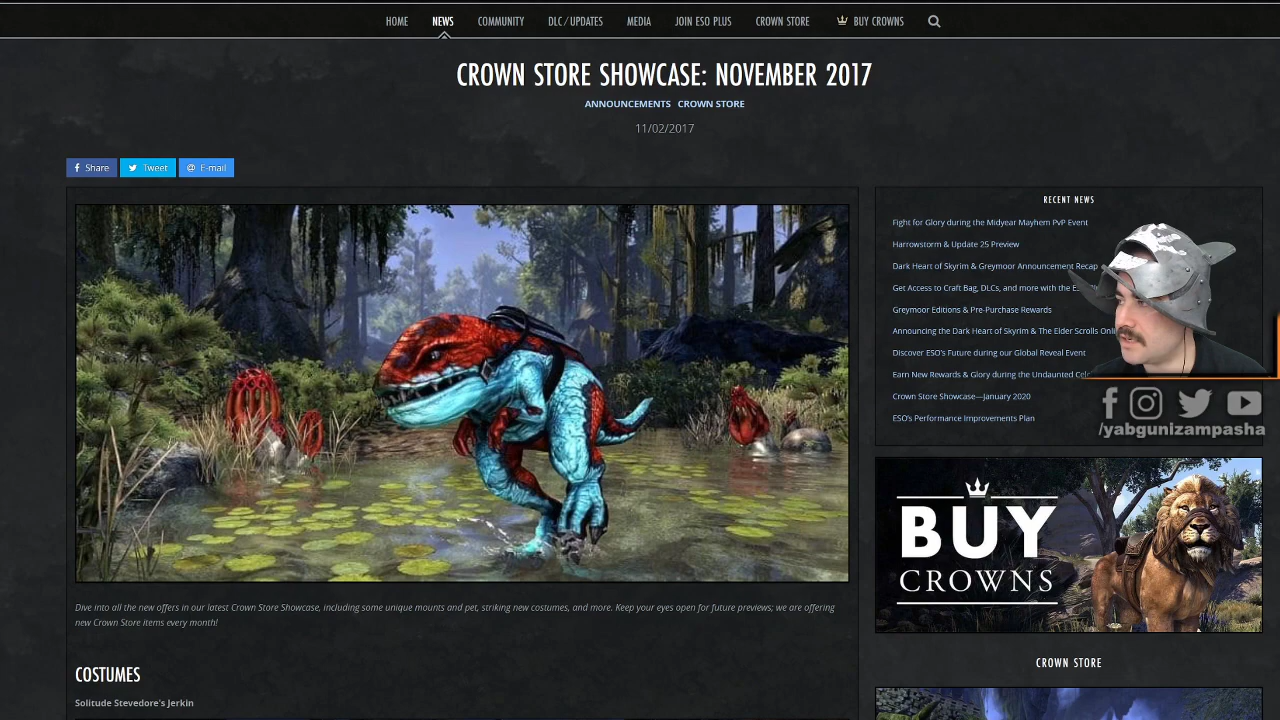 HOME NEWS COMMUNITY DLC / UPDATES MEDIA JOIN ESO PLUS CROWN STORE BUY CROWNS
CROWN STORE SHOWCASE: NOVEMBER 2017
ANNOUNCEMENTS CROWN STORE
11/02/2017
Share Tweet @ E-mail
RECENT NEWS
Fight for Glory during the Midyear Mayhem PvP Event
Harrowstorm & Update 25 Preview
Dark Heart of Skyrim & Greymoor Announcement Recap
Get Access to Craft Bag, DLCs, and more with the
Greymoor Editions & Pre-Purchase Rewards
Announcing the Dark Heart of Skyrim & The Elder Scrolls
Discover ESO's Future during our Global Reveal Event
Earn New Rewards & Glory during the Undaunted
Crown Store Showcase—January 2020
ESO's Performance Improvements Plan
/yabgunizampasha
BUY
CROWNS
Dive into all the new offers in our latest Crown Store Showcase, including some unique mounts and pet, striking new costumes, and more. Keep your eyes open for future previews; we are offering
new Crown Store items every month!
COSTUMES
Solitude Stevedore's Jerkin
CROWN STORE